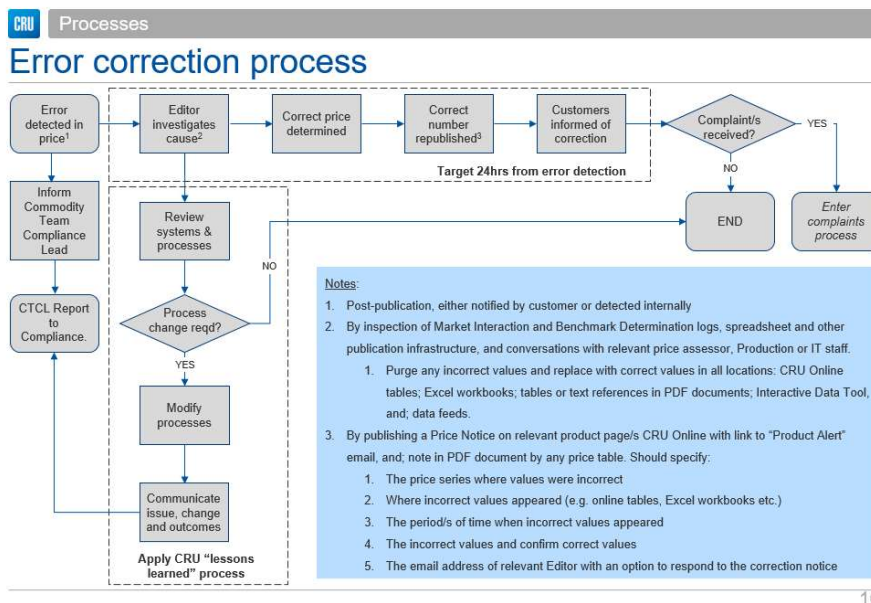 CRU Processes
Error correction process
Error
detected in
price1
Editor
investigates
cause2
Correct price
determined
Correct
number
republished3
Customers
informed of
correction
Complaint/s
received?
YES
Target 24hrs from error detection
NO
Inform
Commodity
Team
Compliance
Lead
Review
systems &
processes
END
Enter
complaints
process
NO
CTCL Report
to
Compliance.
Process
change reqd?
YES
Modify
processes
Communicate
issue, change
and outcomes
Apply CRU “lessons
learned” process
Notes:
1. Post-publication, either notified by customer or detected internally
2. By inspection of Market Interaction and Benchmark Determination logs, spreadsheet and other
publication infrastructure, and conversations with relevant price assessor, Production or IT staff.
1. Purge any incorrect values and replace with correct values in all locations: CRU Online
tables; Excel workbooks; tables or text references in PDF documents; Interactive Data Tool,
and; data feeds.
3. By publishing a Price Notice on relevant product page/s CRU Online with link to “Product Alert”
email, and; note in PDF document by any price table. Should specify:
1. The price series where values were incorrect
2. Where incorrect values appeared (e.g. online tables, Excel workbooks etc.)
3. The period/s of time when incorrect values appeared
4. The incorrect values and confirm correct values
5. The email address of relevant Editor with an option to respond to the correction notice